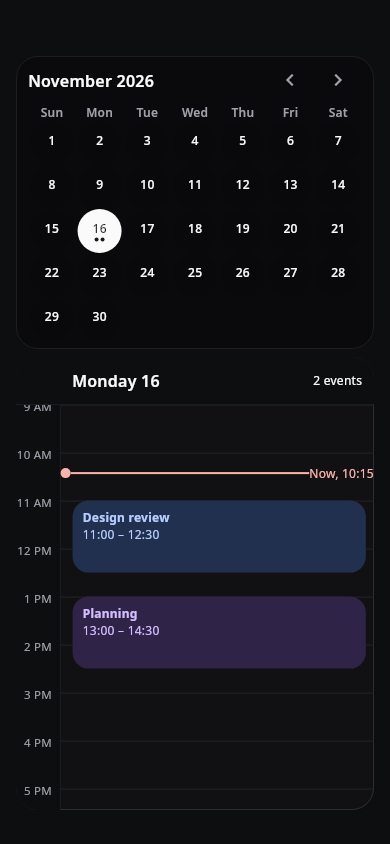 November 2026
Sun Mon Tue Wed Thu Fri Sat
1 2 3 4 5 6 7
8 9 10 11 12 13 14
15 16 17 18 19 20 21
22 23 24 25 26 27 28
29 30
Monday 16 2 events
9 AM
10 AM
Now, 10:15
11 AM
Design review
11:00 – 12:30
12 PM
1 PM
Planning
13:00 – 14:30
2 PM
3 PM
4 PM
5 PM